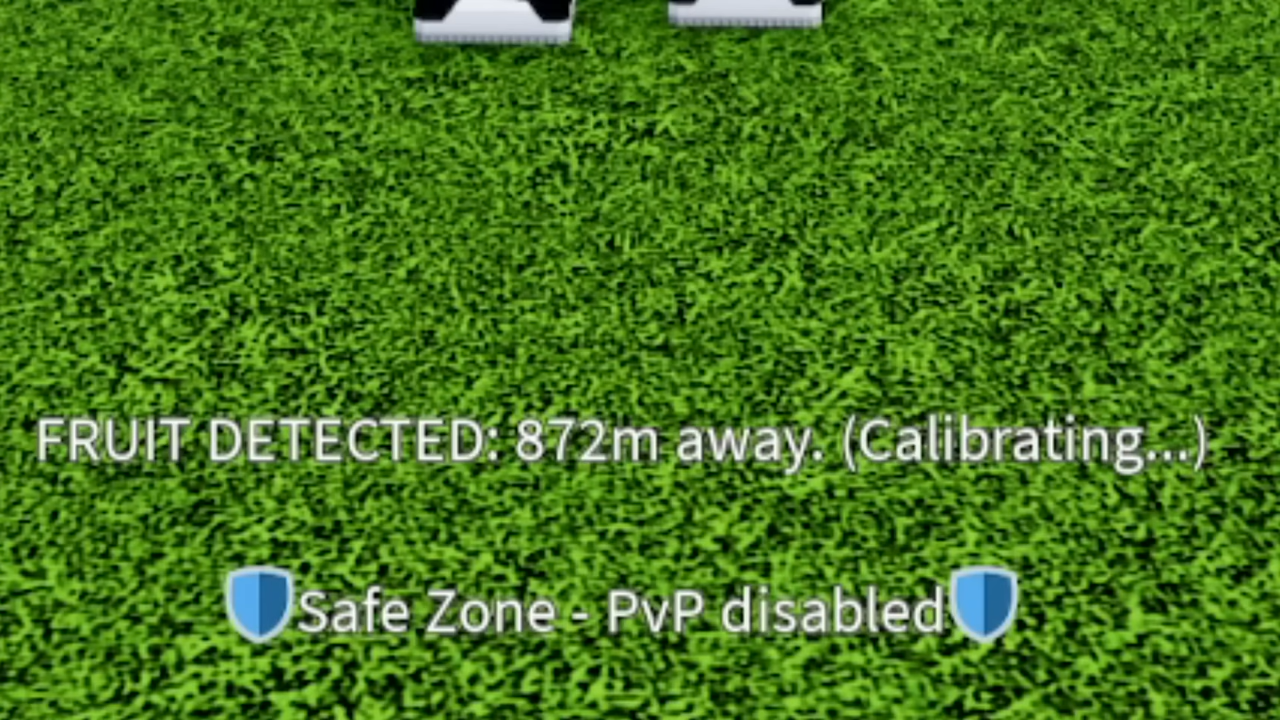 FRUIT DETECTED: 872m away. (Calibrating...)
Safe Zone - PvP disabled